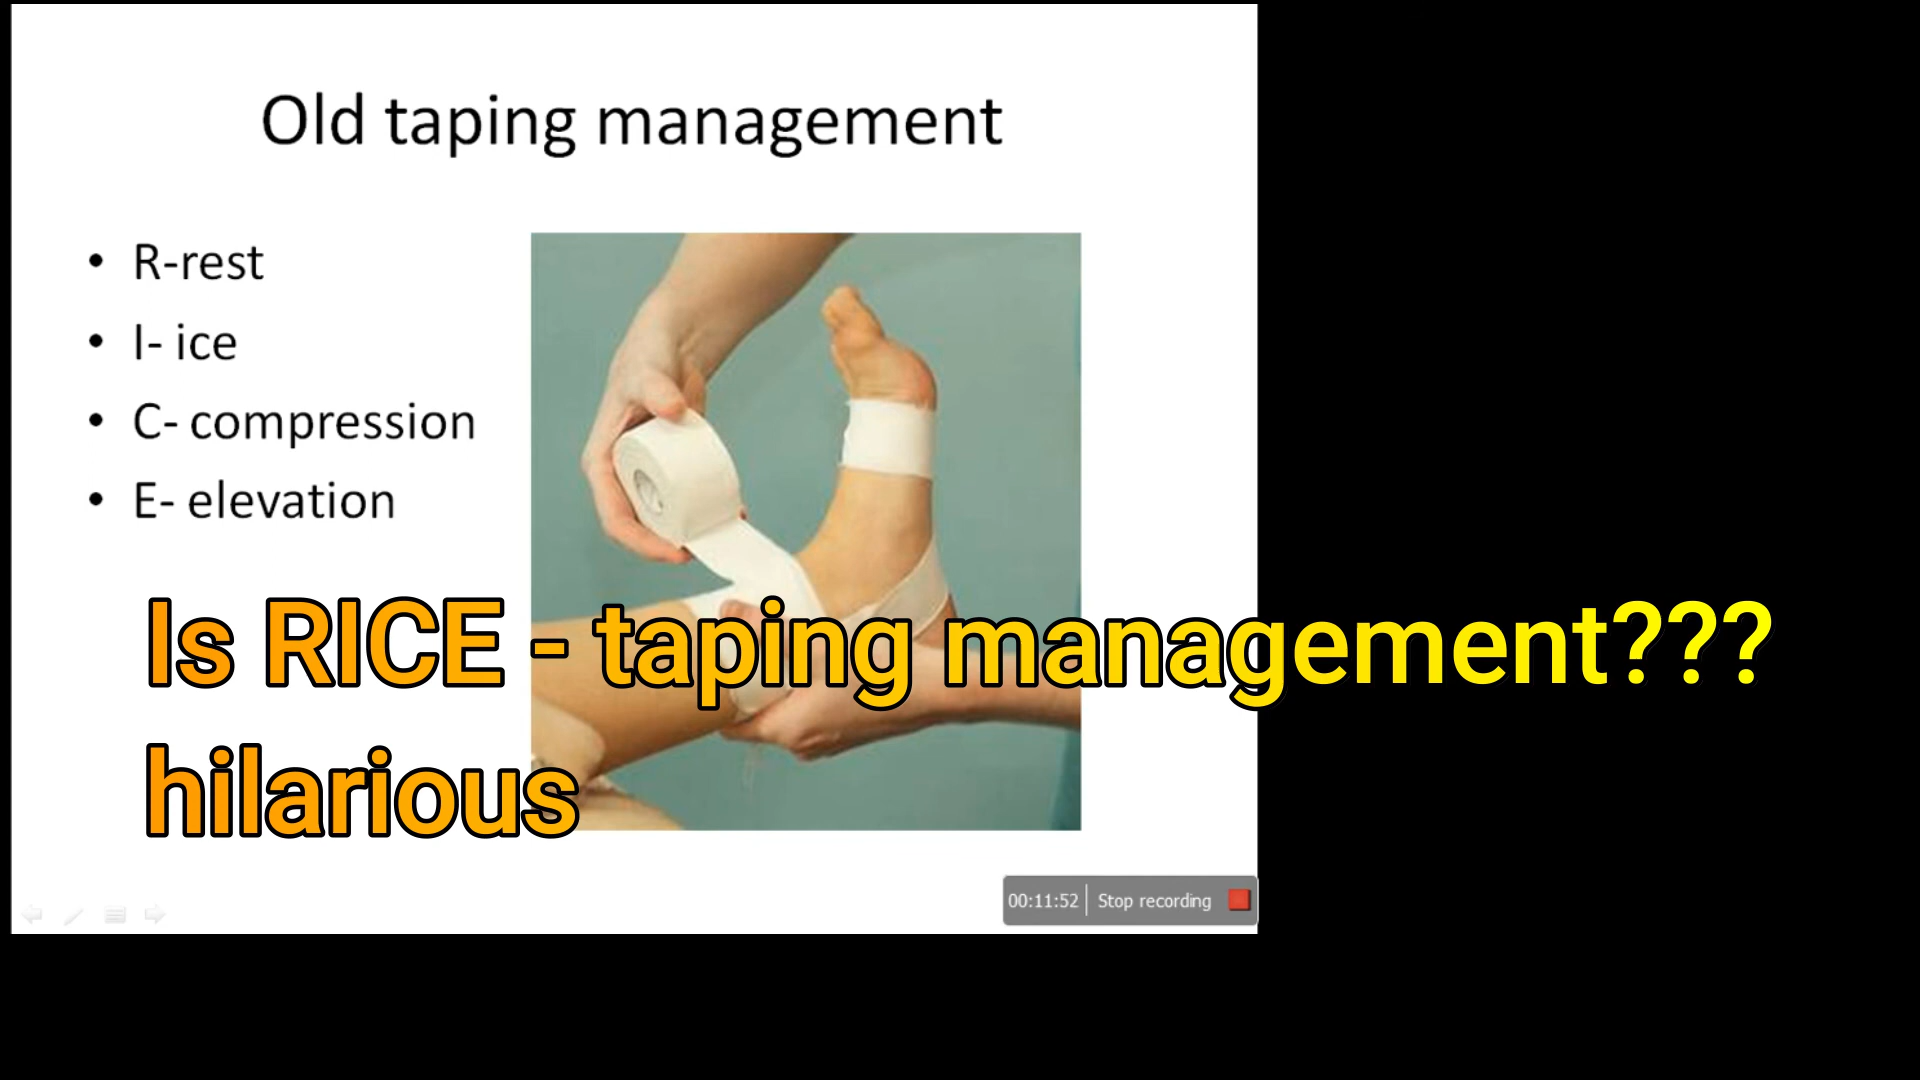 Old taping management
• R-rest
• I- ice
• C- compression
• E- elevation
Is RICE - taping management???
hilarious
00:11:52 Stop recording